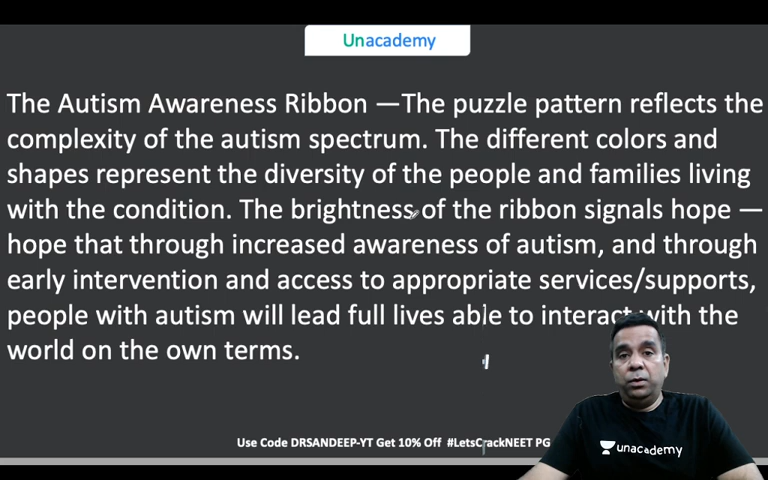 Unacademy
The Autism Awareness Ribbon —The puzzle pattern reflects the
complexity of the autism spectrum. The different colors and
shapes represent the diversity of the people and families living
with the condition. The brightness of the ribbon signals hope —
hope that through increased awareness of autism, and through
early intervention and access to appropriate services/supports,
people with autism will lead full lives able to interact with the
world on the own terms.
Use Code DRSANDEEP-YT Get 10% Off #LetsCrackNEET PG
unacademy